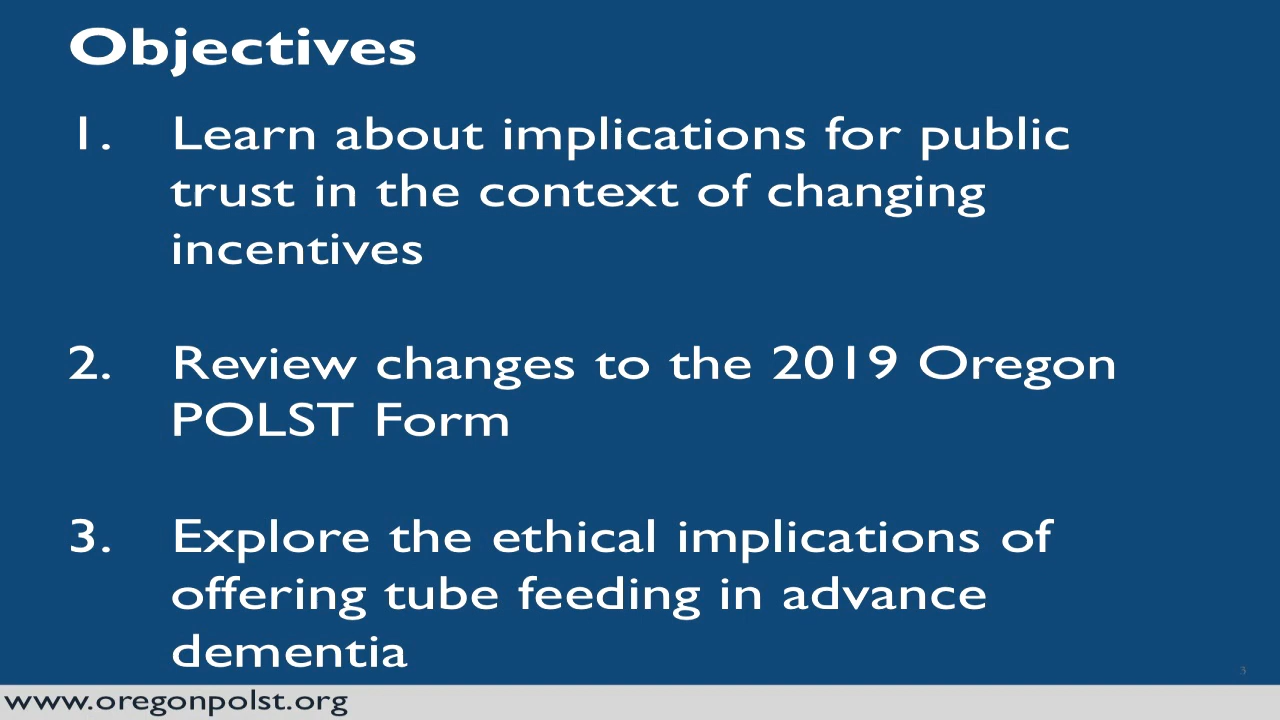 Objectives
1. Learn about implications for public
trust in the context of changing
incentives
2. Review changes to the 2019 Oregon
POLST Form
3. Explore the ethical implications of
offering tube feeding in advance
dementia
3
www.oregonpolst.org